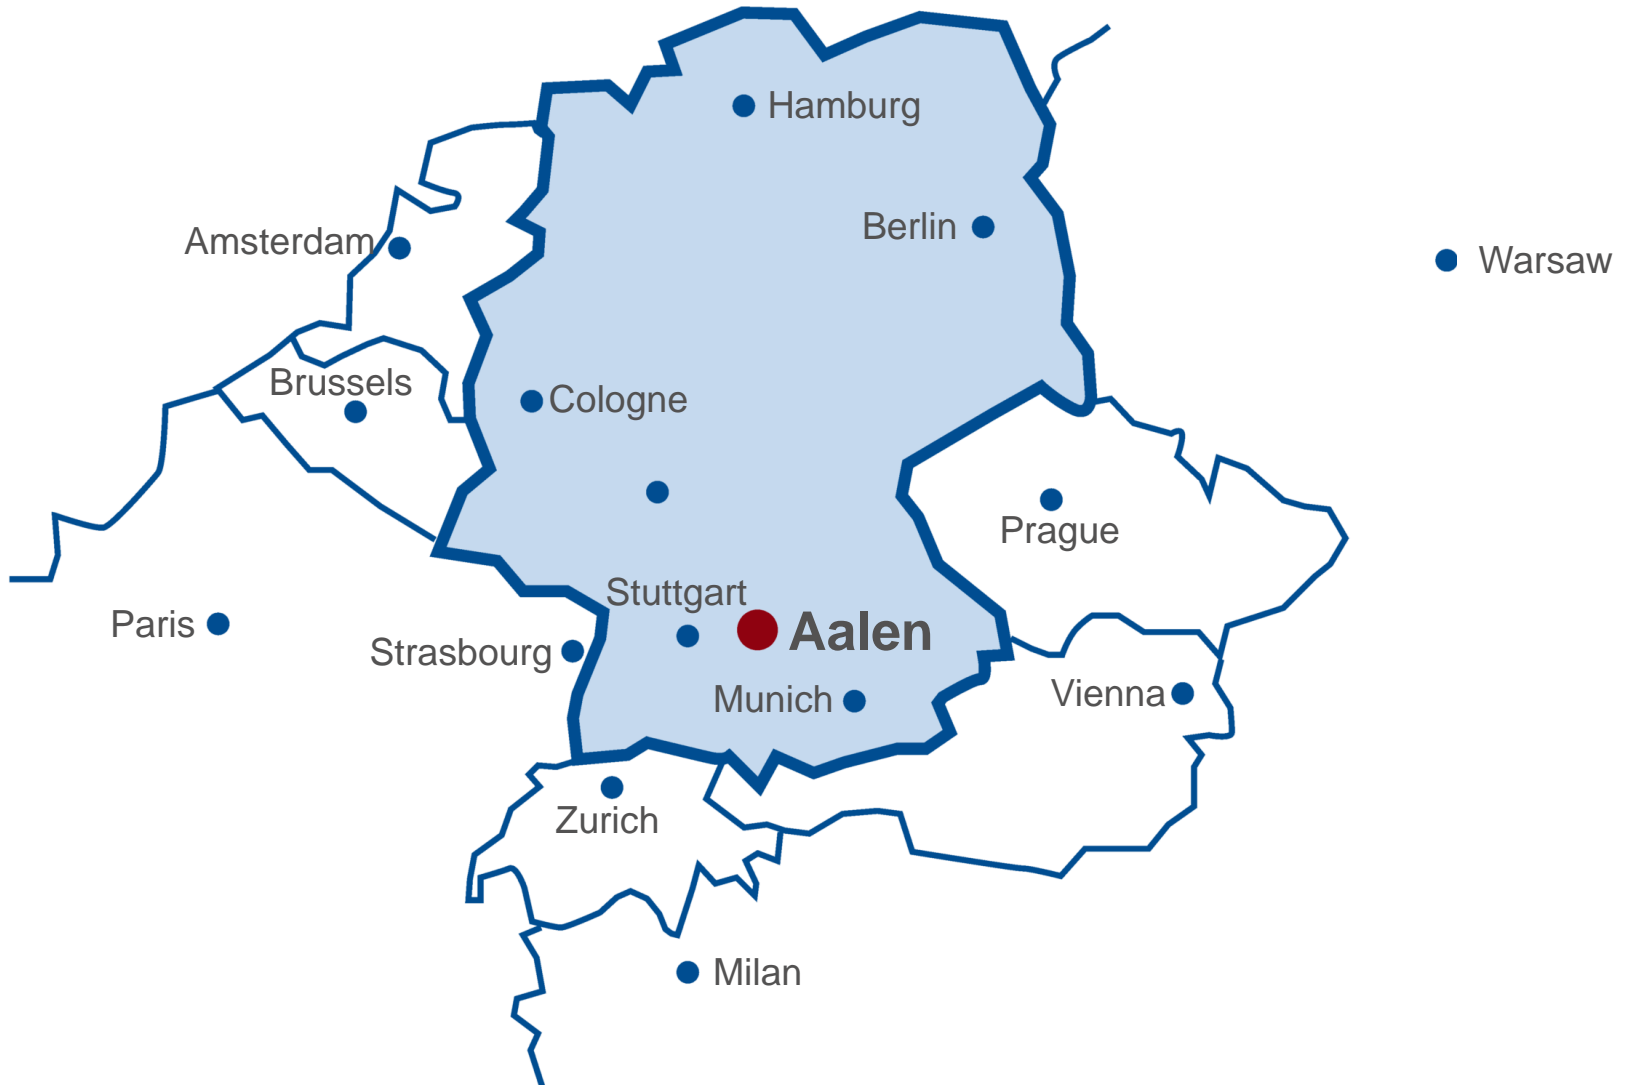 Hamburg
Berlin
Amsterdam
Warsaw
Brussels
Cologne
Prague
Stuttgart
Paris
Aalen
Strasbourg
Munich
Vienna
Zurich
Milan